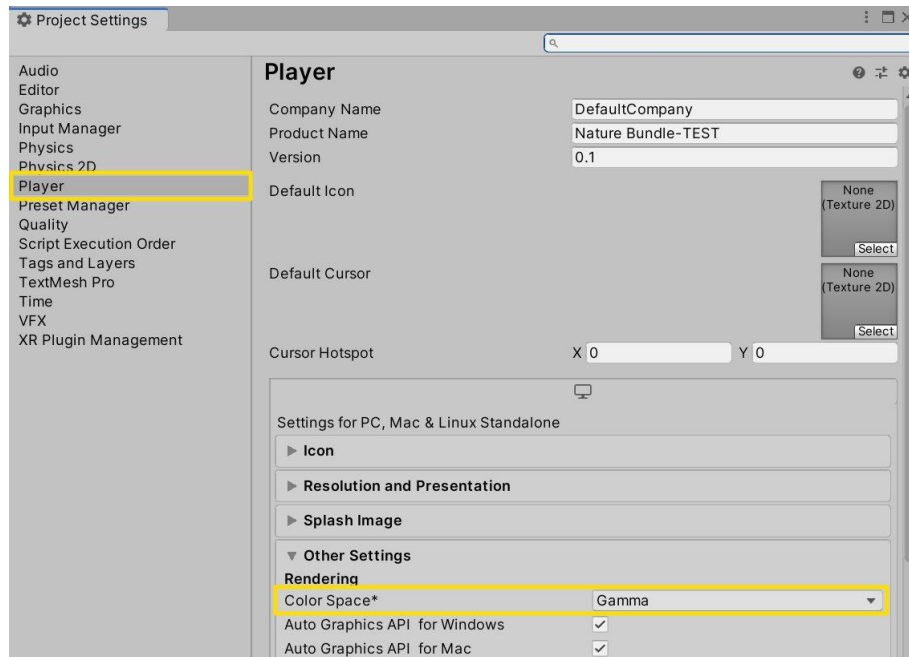 Project Settings
Audio
Editor
Graphics
Input Manager
Physics
Physics 2D
Player
Preset Manager
Quality
Script Execution Order
Tags and Layers
TextMesh Pro
Time
VFX
XR Plugin Management
Player
Company Name DefaultCompany
Product Name Nature Bundle-TEST
Version 0.1
Default Icon
None
(Texture 2D)
Select
Default Cursor
None
(Texture 2D)
Select
Cursor Hotspot X 0 Y 0
Settings for PC, Mac & Linux Standalone
Icon
Resolution and Presentation
Splash Image
Other Settings
Rendering
Color Space* Gamma
Auto Graphics API for Windows
Auto Graphics API for Mac